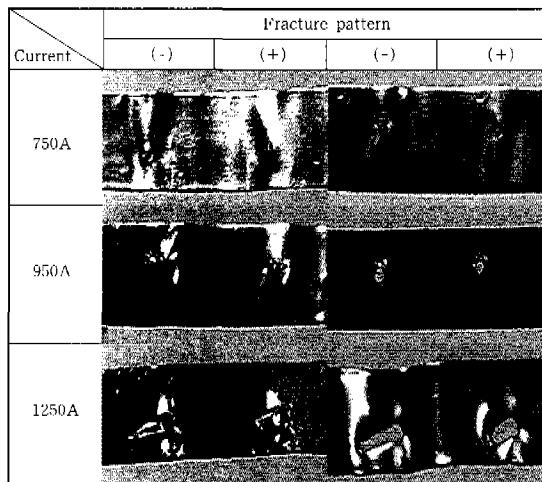 Fracture pattern
Current (-) (+) (-) (+)
750A
950A
1250A